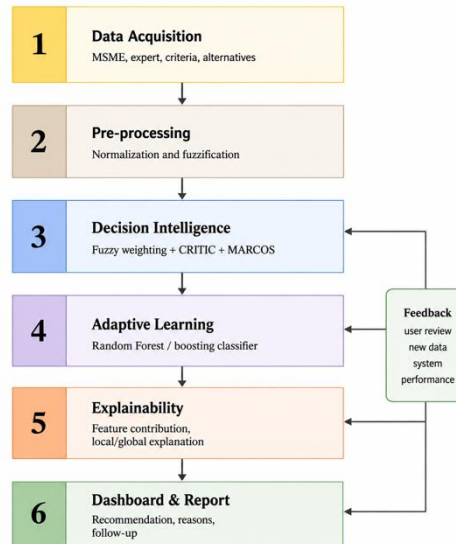 1
Data Acquisition
MSME, expert, criteria, alternatives
2
Pre-processing
Normalization and fuzzification
3
Decision Intelligence
Fuzzy weighting + CRITIC + MARCOS
4
Adaptive Learning
Random Forest / boosting classifier
5
Explainability
Feature contribution,
local/global explanation
6
Dashboard & Report
Recommendation, reasons,
follow-up
Feedback
user review
new data
system
performance